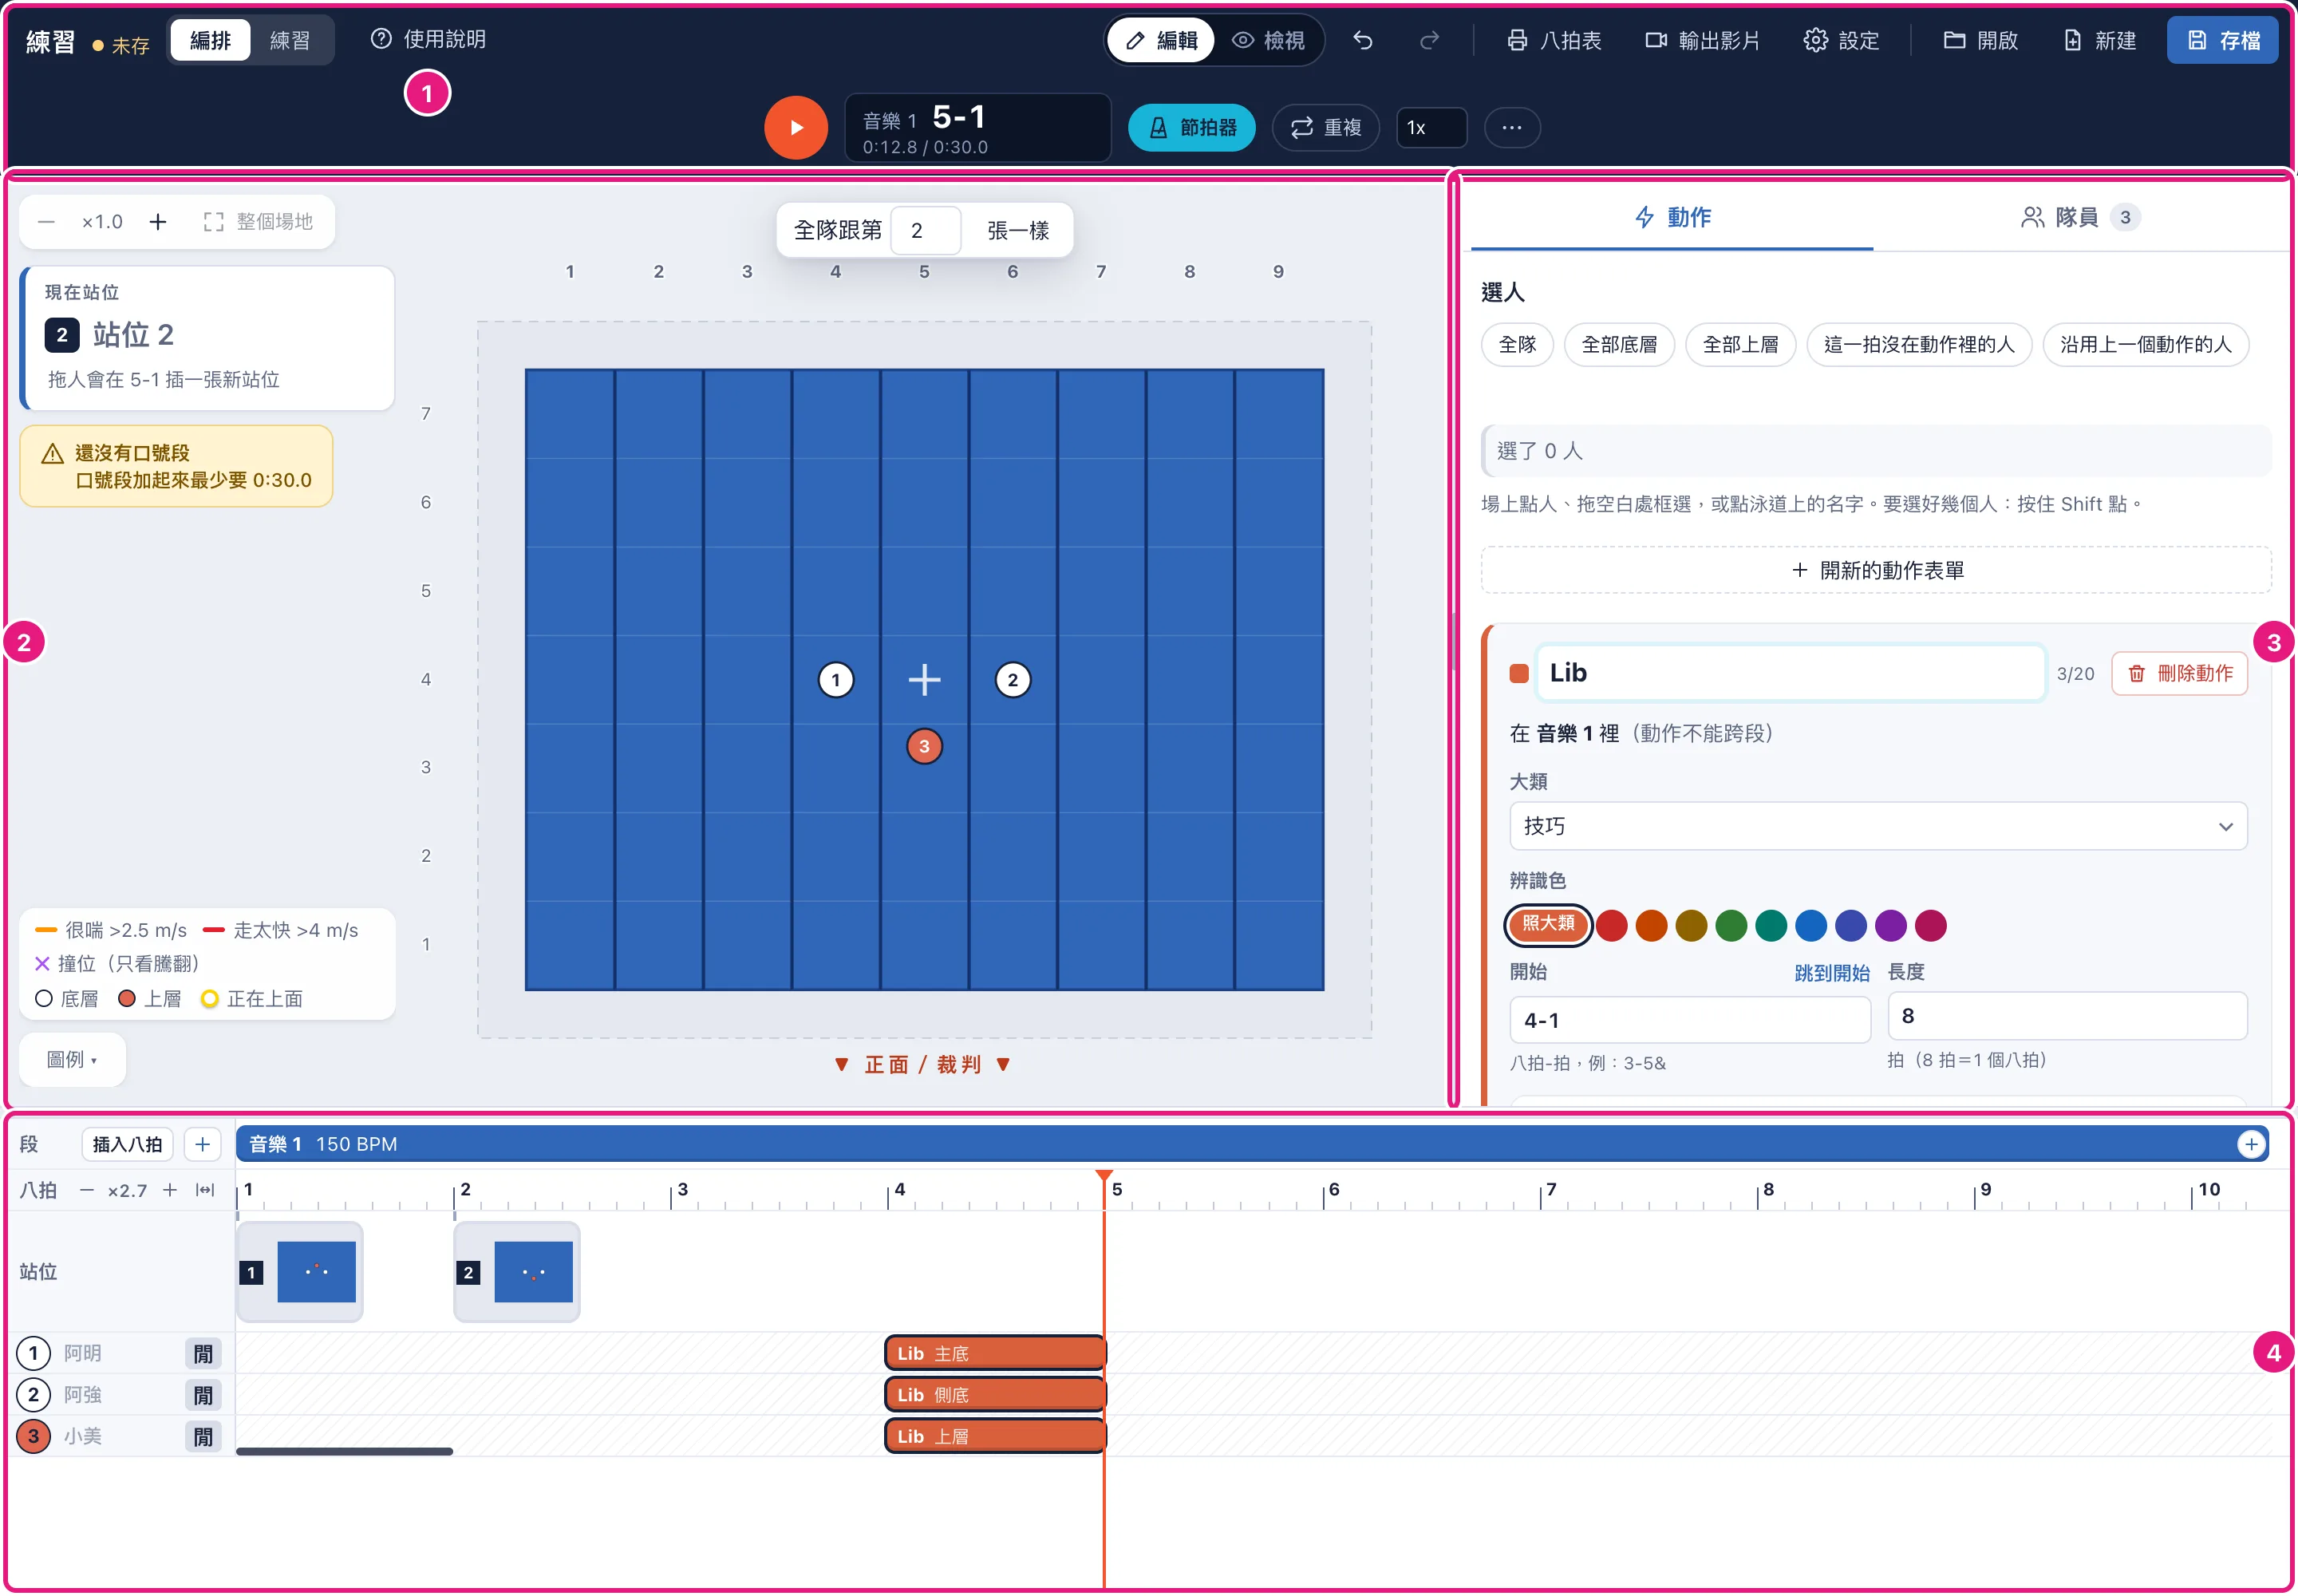 練習 未存 編排 練習 使用說明 編輯 檢視 八拍表 輸出影片 設定 開啟 新建 存檔
1
音樂 1 5-1
0:12.8 / 0:30.0
節拍器 重複 1x
×1.0 整個場地
全隊跟第 2 張一樣
現在站位
2 站位 2
拖人會在 5-1 插一張新站位
還沒有口號段
口號段加起來最少要 0:30.0
2
1 2 3 4 5 6 7 8 9
7
6
5
4
3
2
1
1
2
3
很喘 >2.5 m/s 走太快 >4 m/s
撞位（只看騰翻）
底層 上層 正在上面
圖例
▼ 正面 / 裁判 ▼
動作 隊員 3
選人
全隊 全部底層 全部上層 這一拍沒在動作裡的人 沿用上一個動作的人
選了 0 人
場上點人、拖空白處框選，或點泳道上的名字。要選好幾個人：按住 Shift 點。
開新的動作表單
3
Lib 3/20 刪除動作
在 音樂 1 裡（動作不能跨段）
大類
技巧
辨識色
照大類
開始 跳到開始 長度
4-1 8
八拍-拍，例：3-5& 拍（8 拍＝1 個八拍）
段 插入八拍 音樂 1 150 BPM
八拍 ×2.7 1 2 3 4 5 6 7 8 9 10
站位 1 2
1 阿明 閒 Lib 主底
4
2 阿強 閒 Lib 側底
3 小美 閒 Lib 上層